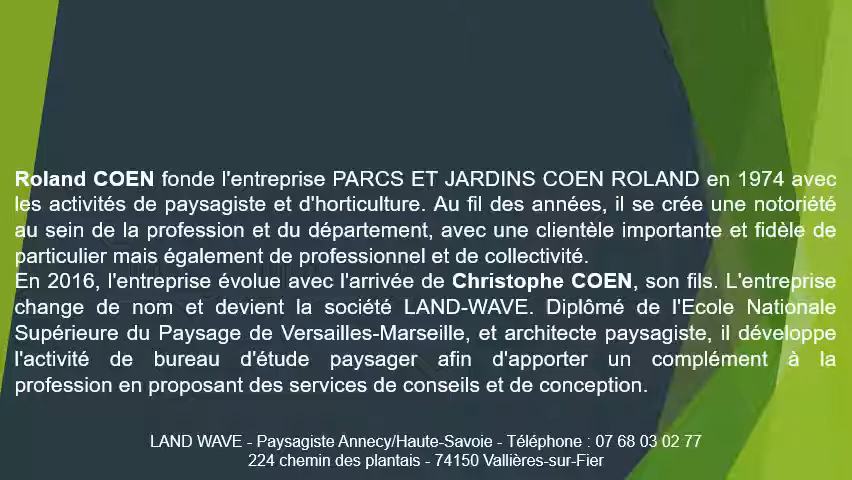 Roland COEN fonde l'entreprise PARCS ET JARDINS COEN ROLAND en 1974 avec
les activités de paysagiste et d'horticulture. Au fil des années, il se crée une notoriété
au sein de la profession et du département, avec une clientèle importante et fidèle de
particulier mais également de professionnel et de collectivité.
En 2016, l'entreprise évolue avec l'arrivée de Christophe COEN, son fils. L'entreprise
change de nom et devient la société LAND-WAVE. Diplômé de l'Ecole Nationale
Supérieure du Paysage de Versailles-Marseille, et architecte paysagiste, il développe
l'activité de bureau d'étude paysager afin d'apporter un complément à la
profession en proposant des services de conseils et de conception.
LAND WAVE - Paysagiste Annecy/Haute-Savoie - Téléphone : 07 68 03 02 77
224 chemin des plantais - 74150 Vallières-sur-Fier